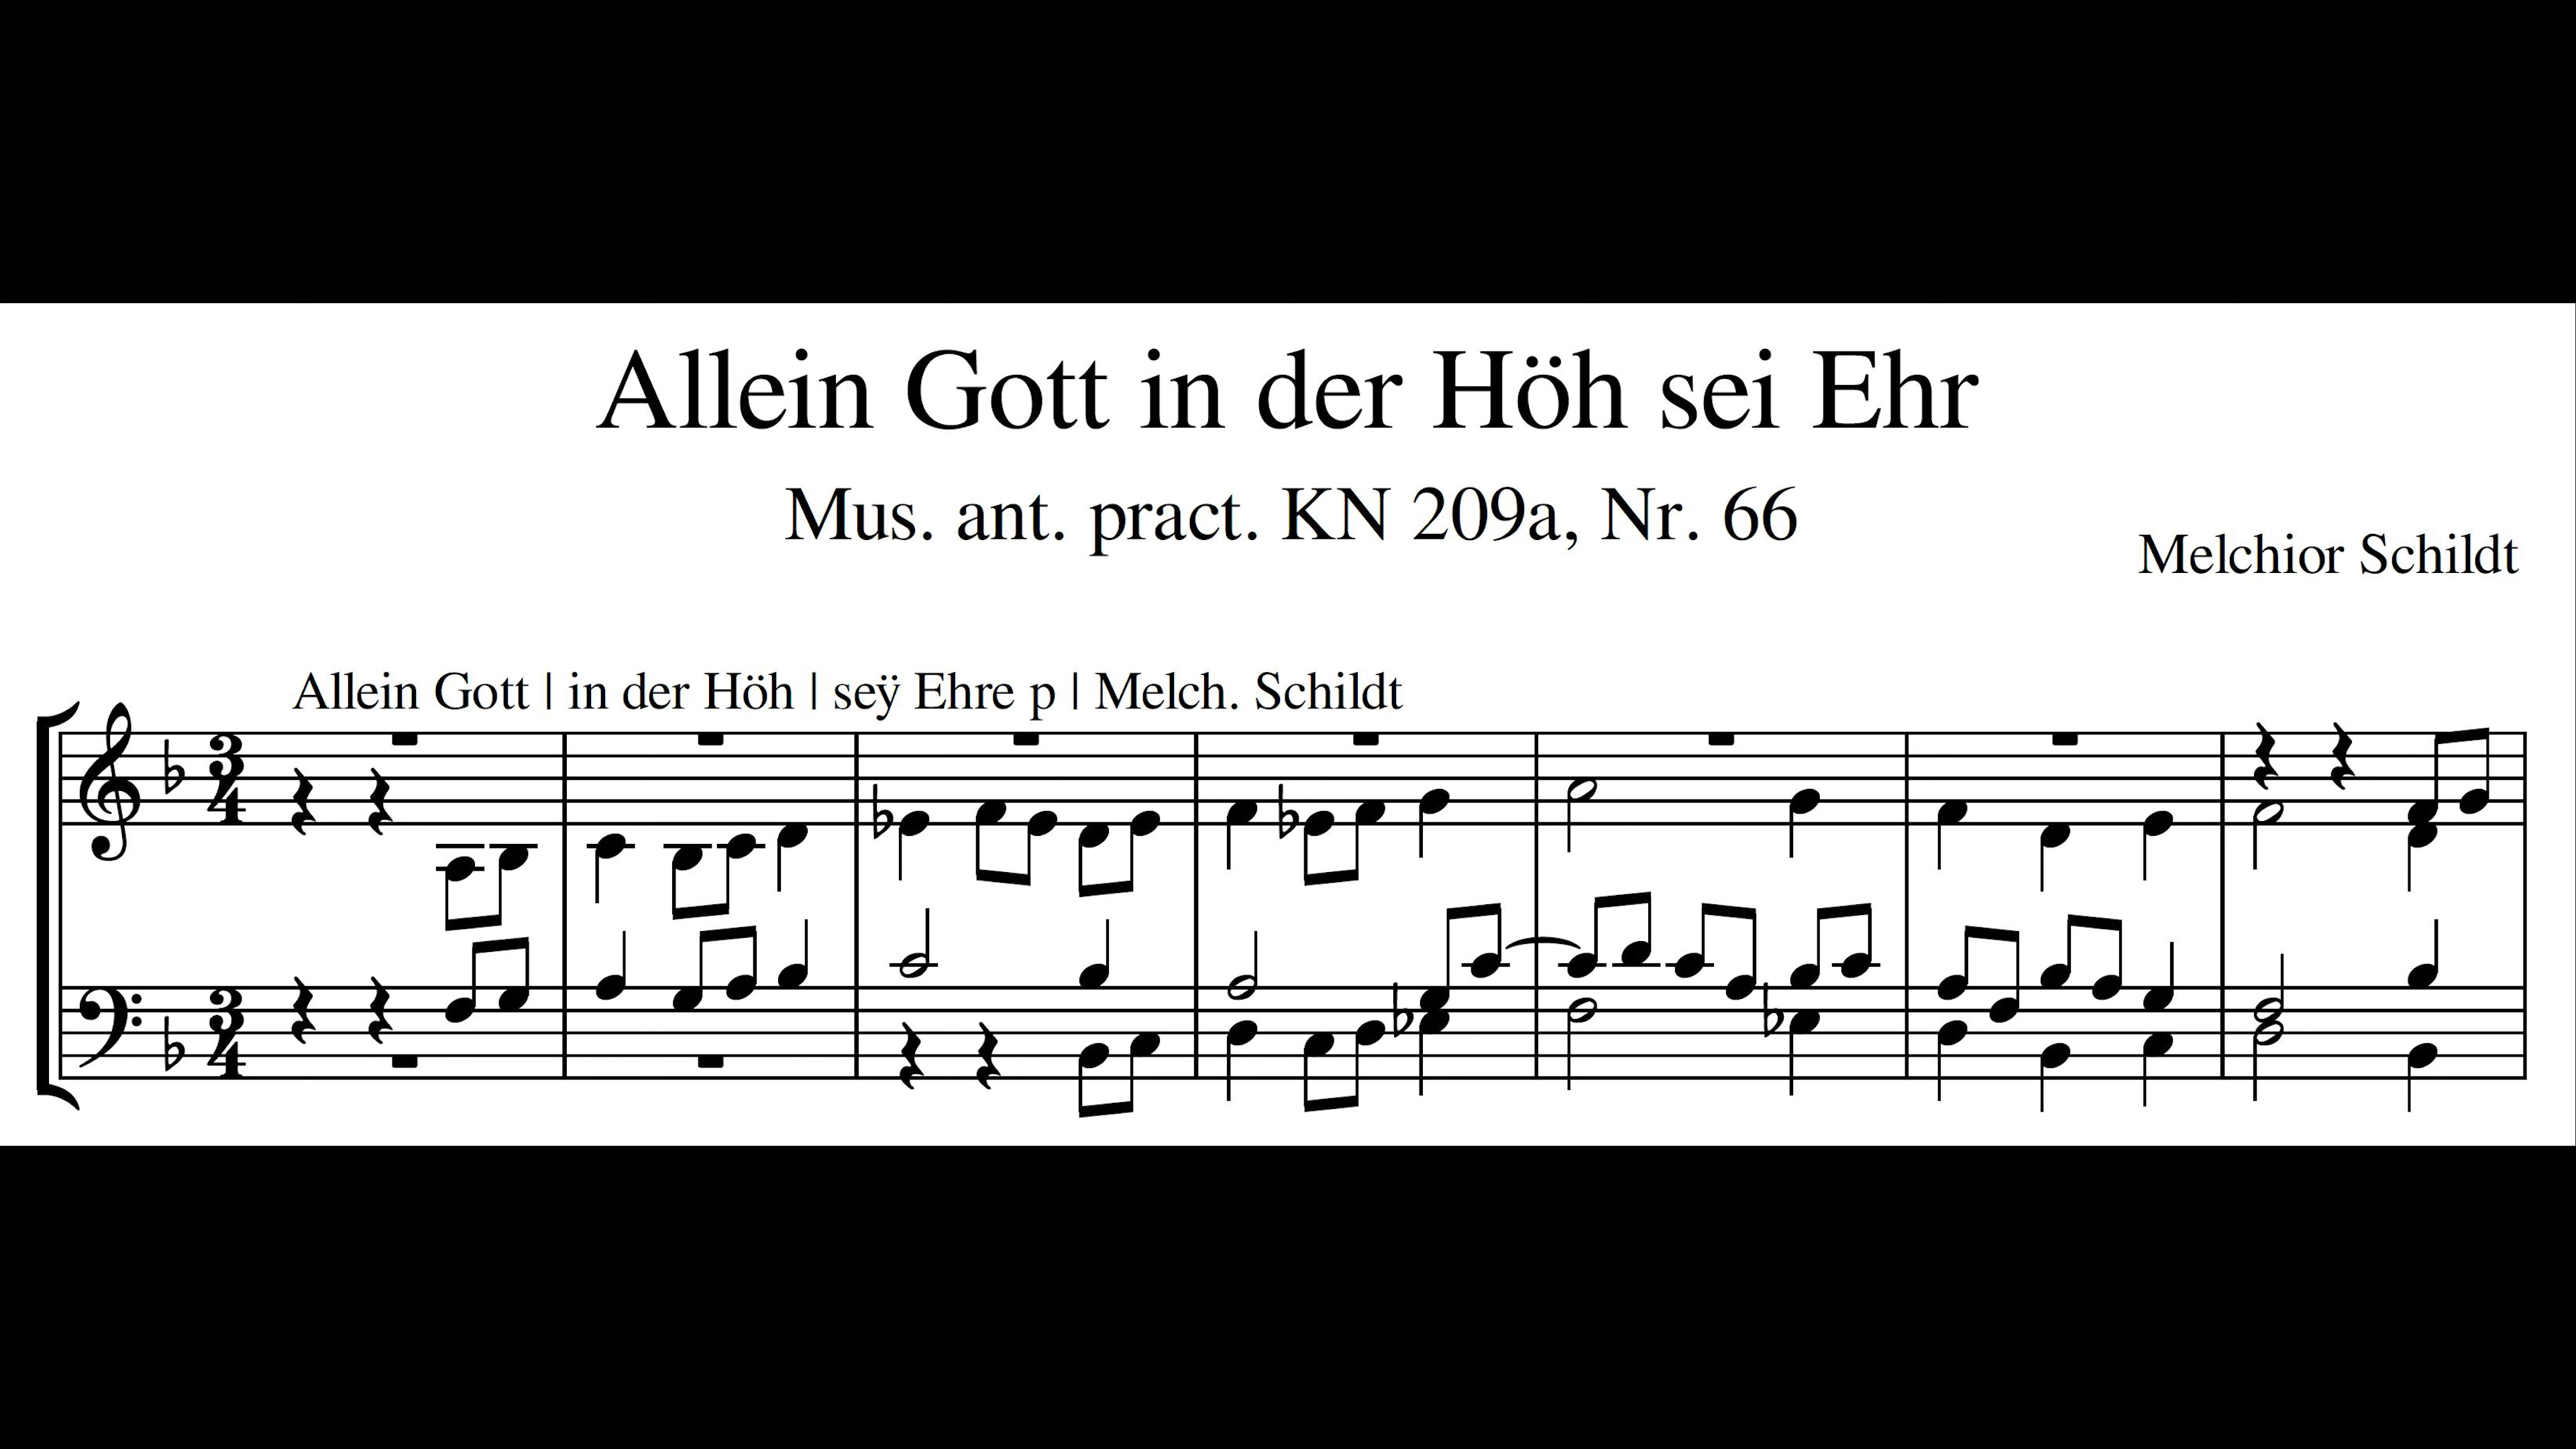 Allein Gott in der Höh sei Ehr
Mus. ant. pract. KN 209a, Nr. 66
Melchior Schildt
Allein Gott | in der Höh | seÿ Ehre p | Melch. Schildt